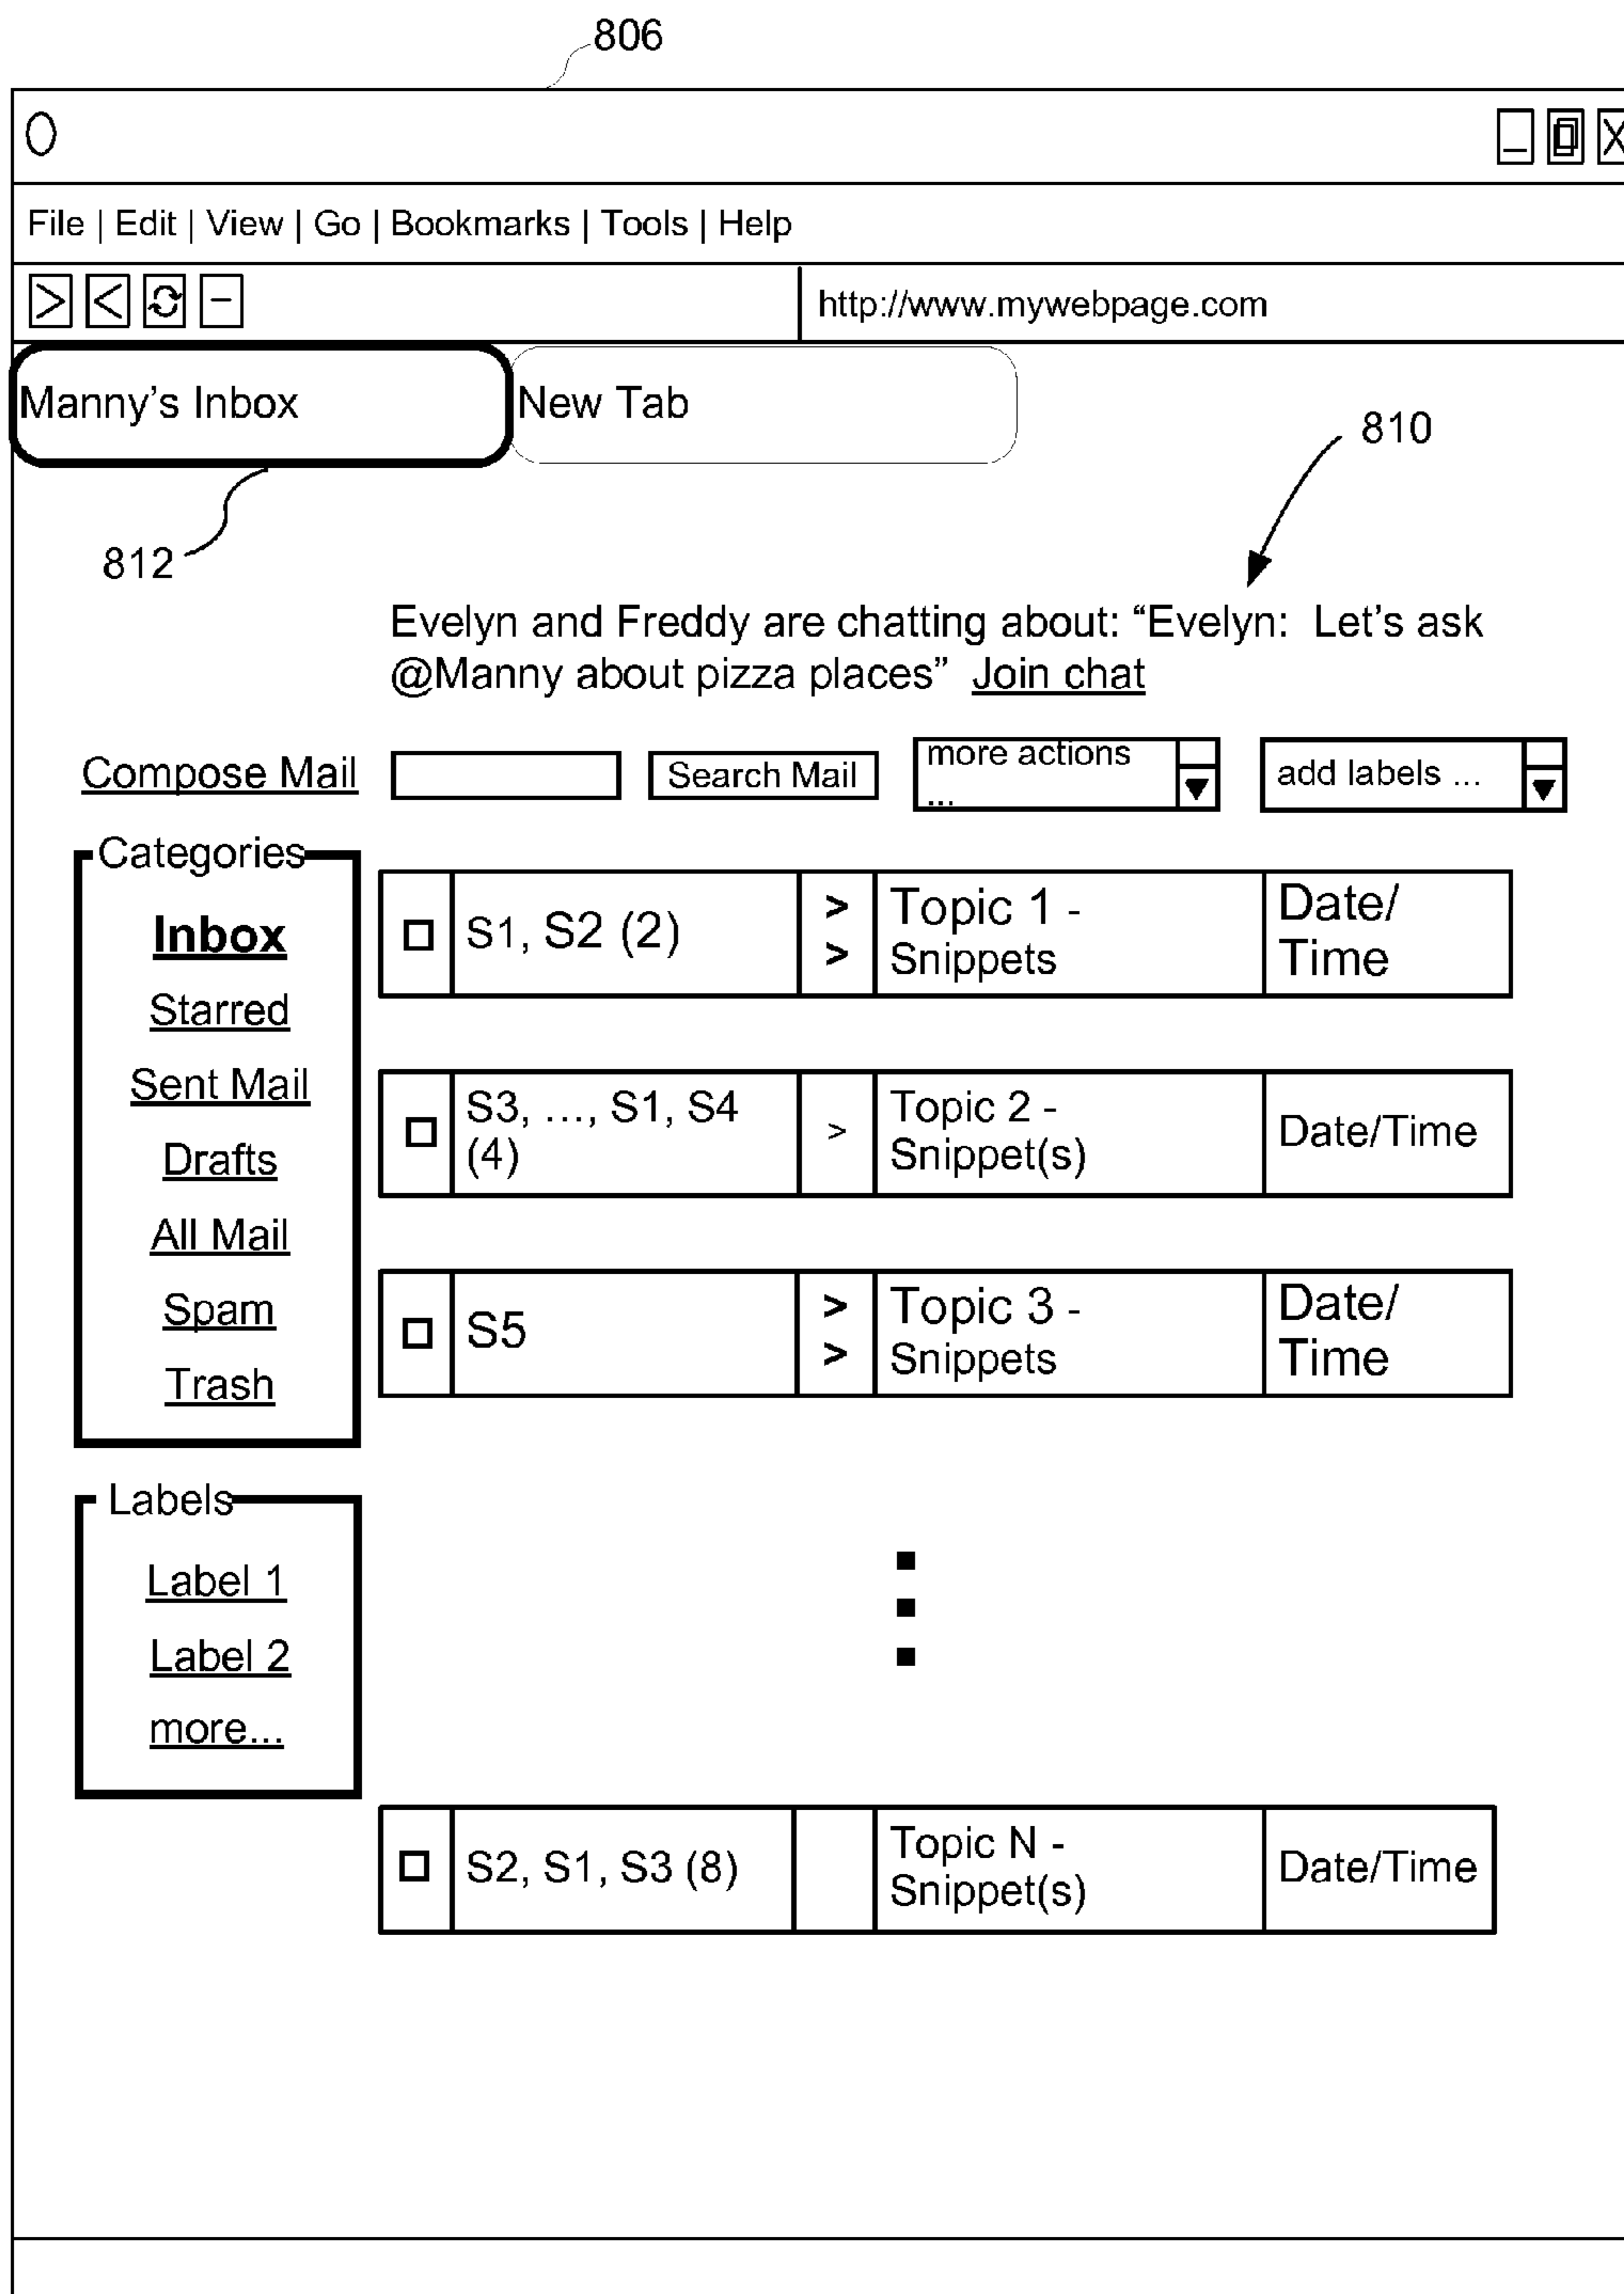 806
File | Edit | View | Go | Bookmarks | Tools | Help
http://www.mywebpage.com
Manny’s Inbox
New Tab
810
812
Evelyn and Freddy are chatting about: “Evelyn:  Let’s ask
@Manny about pizza places”  Join chat
Compose Mail
Search Mail
more actions
...
add labels ...
Categories
Inbox
Starred
Sent Mail
Drafts
All Mail
Spam
Trash
S1, S2 (2)
>
>
Topic 1 -
Snippets
Date/
Time
S3, ..., S1, S4
(4)
>
Topic 2 -
Snippet(s)
Date/Time
S5
>
>
Topic 3 -
Snippets
Date/
Time
Labels
Label 1
Label 2
more...
S2, S1, S3 (8)
Topic N -
Snippet(s)
Date/Time